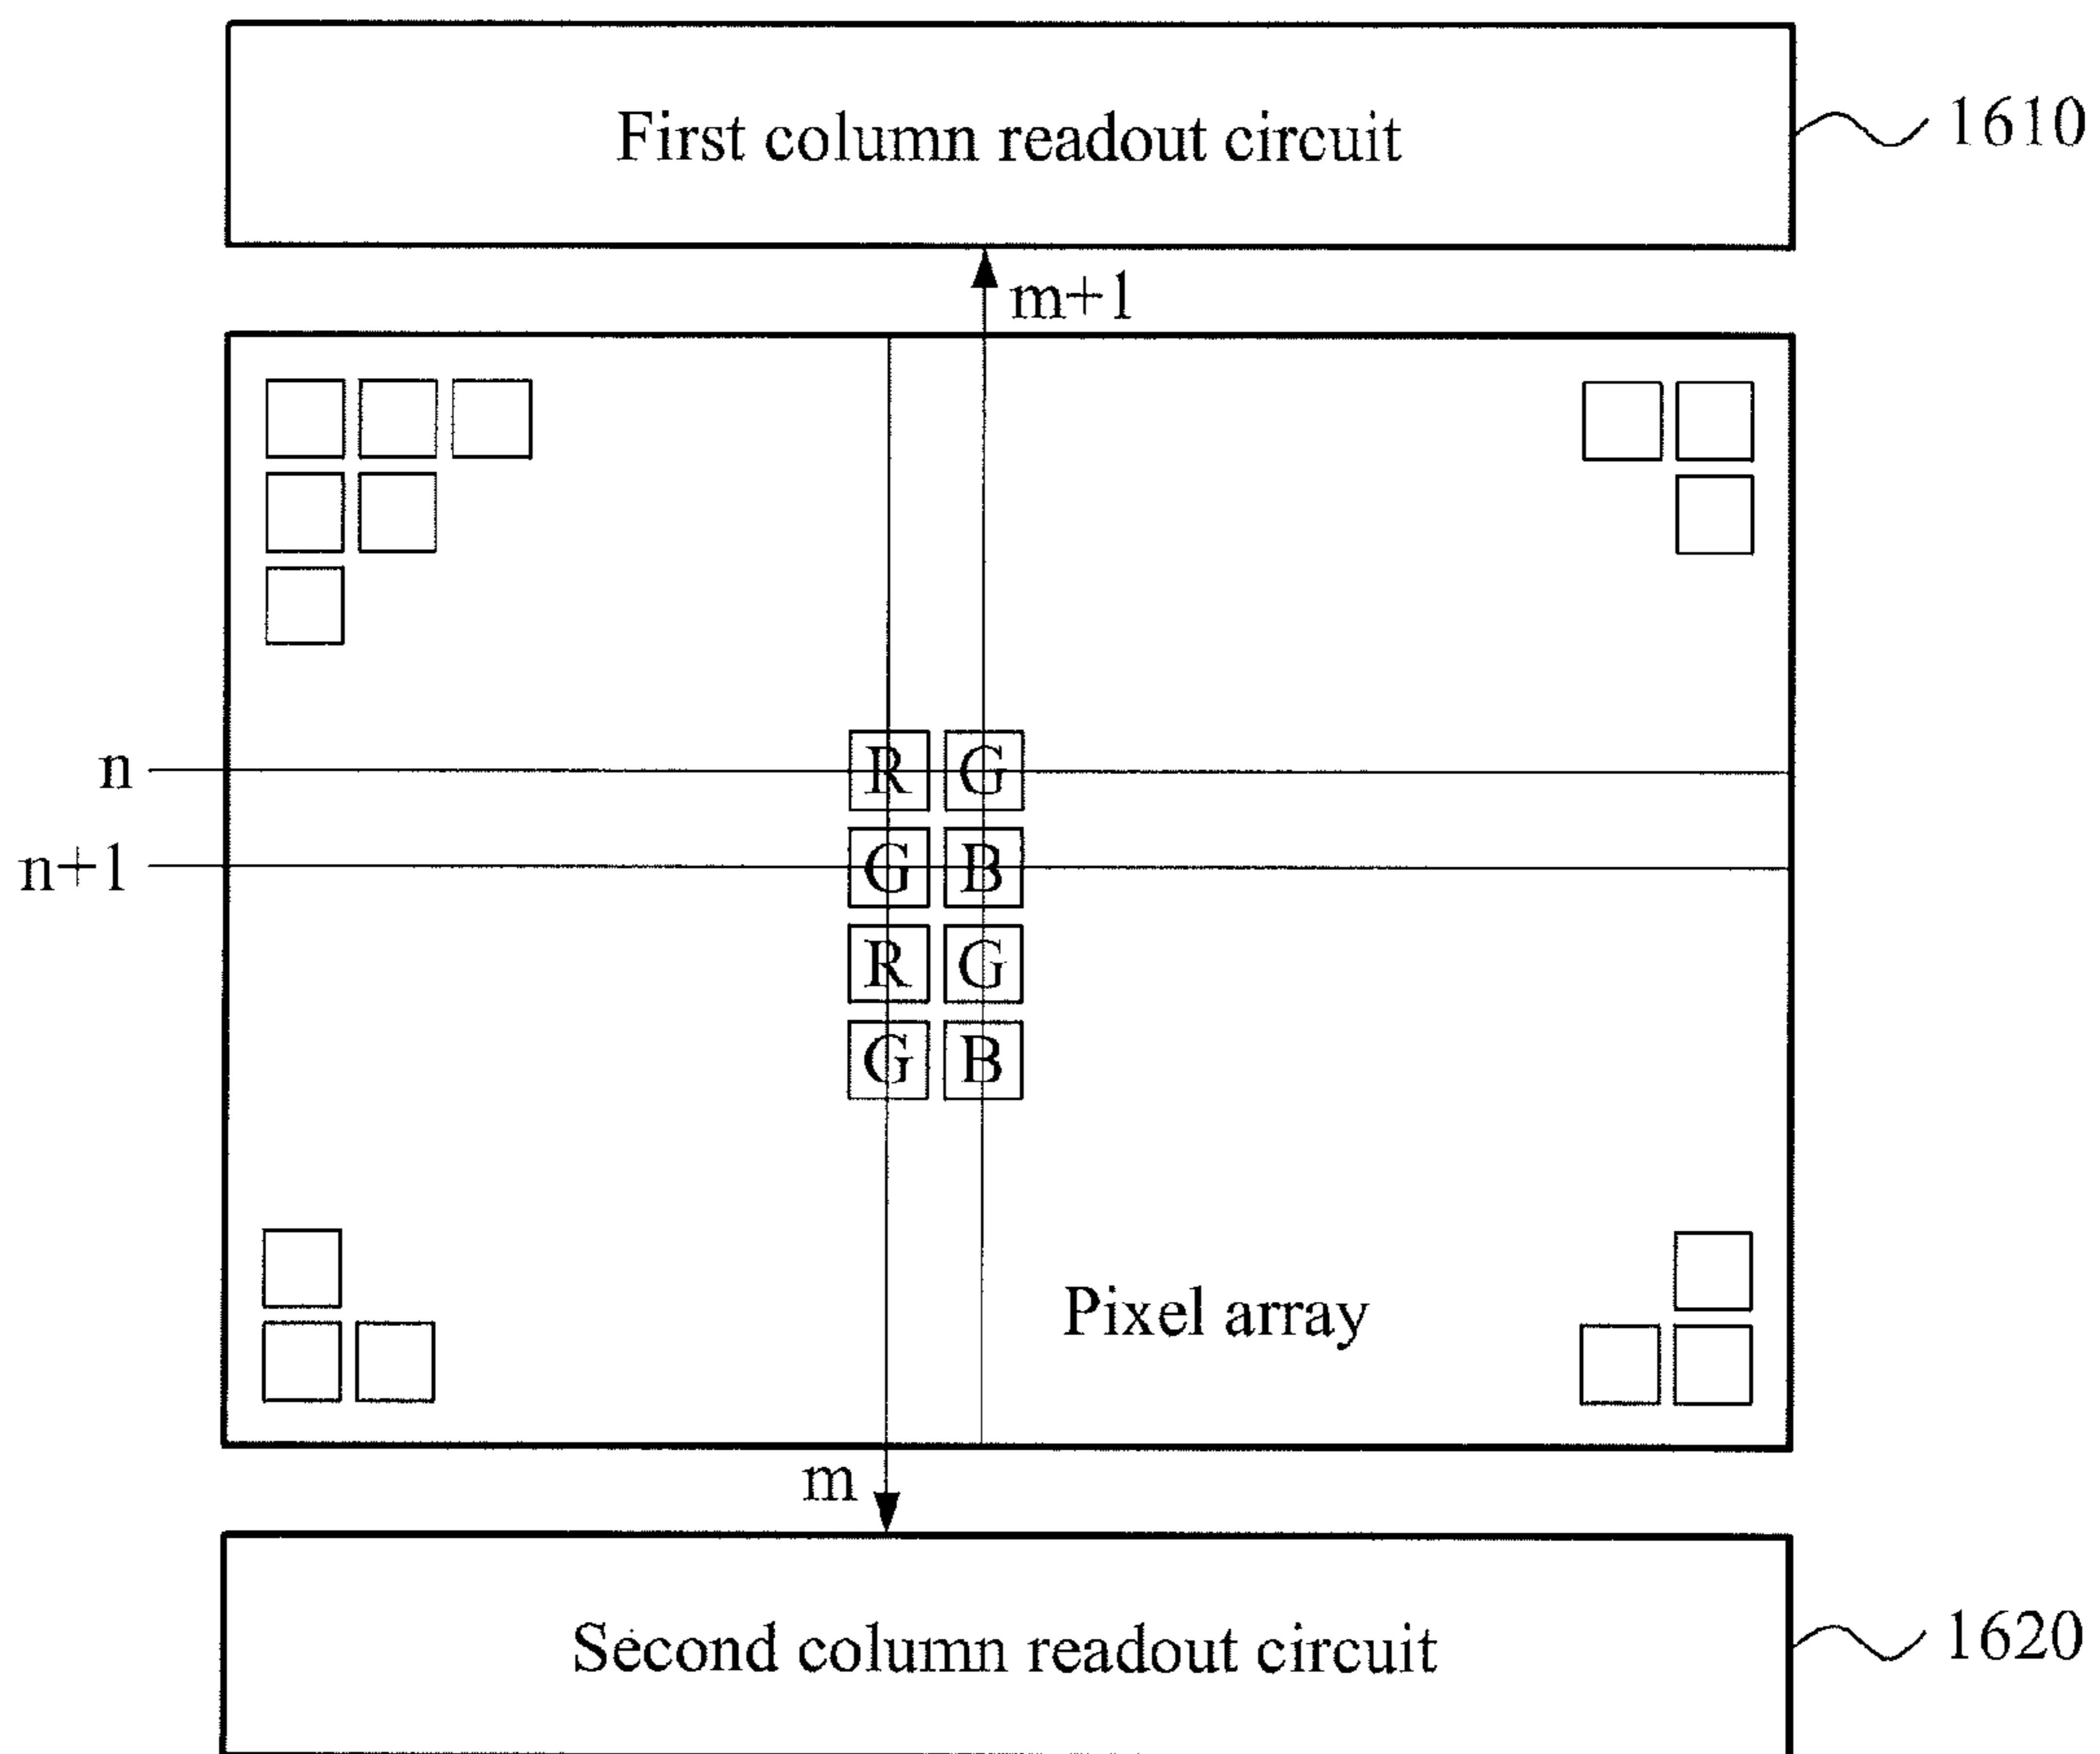 First column readout circuit
1610
m+1
n
R G
n+1
G B
R G
G B
Pixel array
m
Second column readout circuit
1620